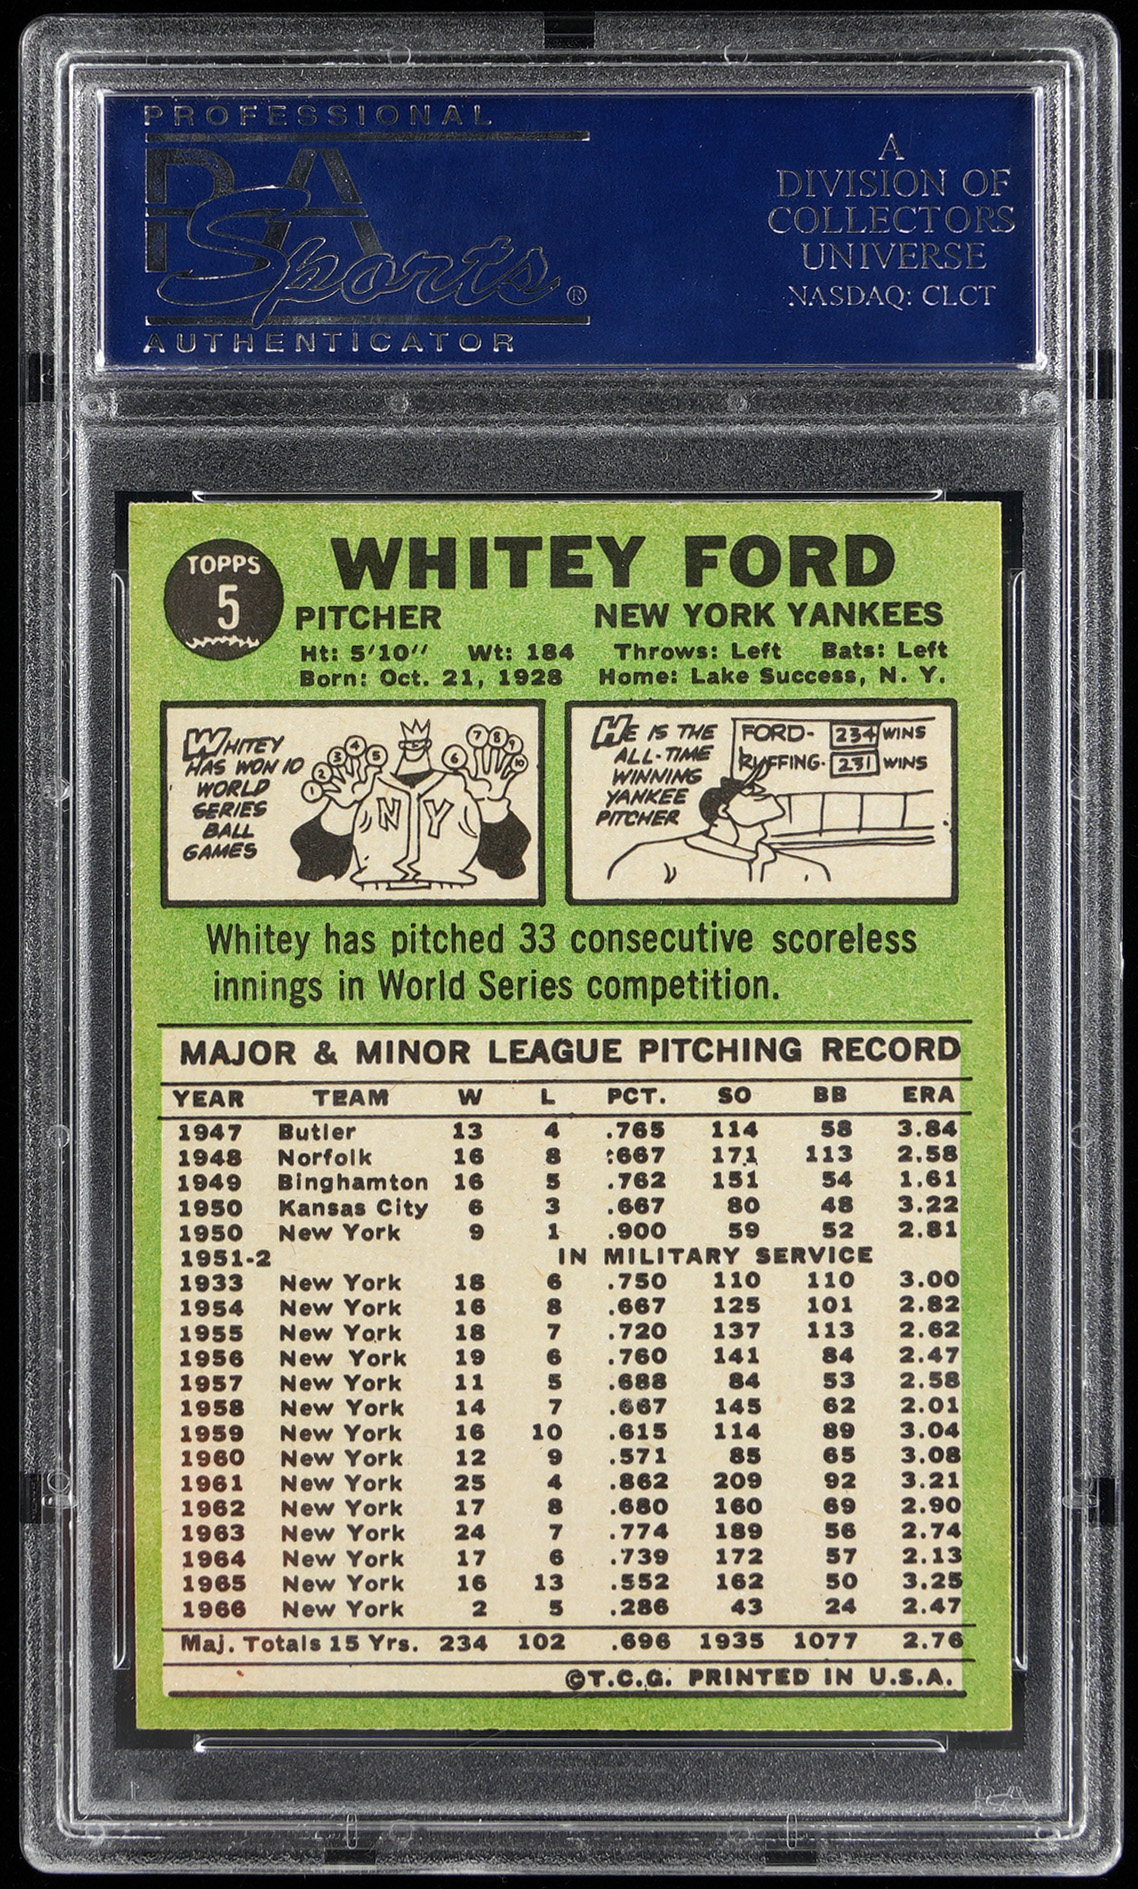 PROFESSIONAL
PSA
Sports®
AUTHENTICATOR
A
DIVISION OF
COLLECTORS
UNIVERSE
NASDAQ: CLCT
TOPPS
5
WHITEY FORD
PITCHER NEW YORK YANKEES
Ht: 5'10'' Wt: 184 Throws: Left Bats: Left
Born: Oct. 21, 1928 Home: Lake Success, N. Y.
WHITEY
HAS WON 10
WORLD
SERIES
BALL
GAMES
1 2 3 4 5 6 7 8 9 10
NY
HE IS THE
ALL-TIME
WINNING
YANKEE
PITCHER
FORD- 234 WINS
RUFFING- 231 WINS
Whitey has pitched 33 consecutive scoreless
innings in World Series competition.
MAJOR & MINOR LEAGUE PITCHING RECORD
YEAR TEAM W L PCT. SO BB ERA
1947 Butler 13 4 .765 114 58 3.84
1948 Norfolk 16 8 .667 171 113 2.58
1949 Binghamton 16 5 .762 151 54 1.61
1950 Kansas City 6 3 .667 80 48 3.22
1950 New York 9 1 .900 59 52 2.81
1951-2 IN MILITARY SERVICE
1933 New York 18 6 .750 110 110 3.00
1954 New York 16 8 .667 125 101 2.82
1955 New York 18 7 .720 137 113 2.62
1956 New York 19 6 .760 141 84 2.47
1957 New York 11 5 .688 84 53 2.58
1958 New York 14 7 .667 145 62 2.01
1959 New York 16 10 .615 114 89 3.04
1960 New York 12 9 .571 85 65 3.08
1961 New York 25 4 .862 209 92 3.21
1962 New York 17 8 .680 160 69 2.90
1963 New York 24 7 .774 189 56 2.74
1964 New York 17 6 .739 172 57 2.13
1965 New York 16 13 .552 162 50 3.25
1966 New York 2 5 .286 43 24 2.47
Maj. Totals 15 Yrs. 234 102 .696 1935 1077 2.76
©T.C.G. PRINTED IN U.S.A.
PSA